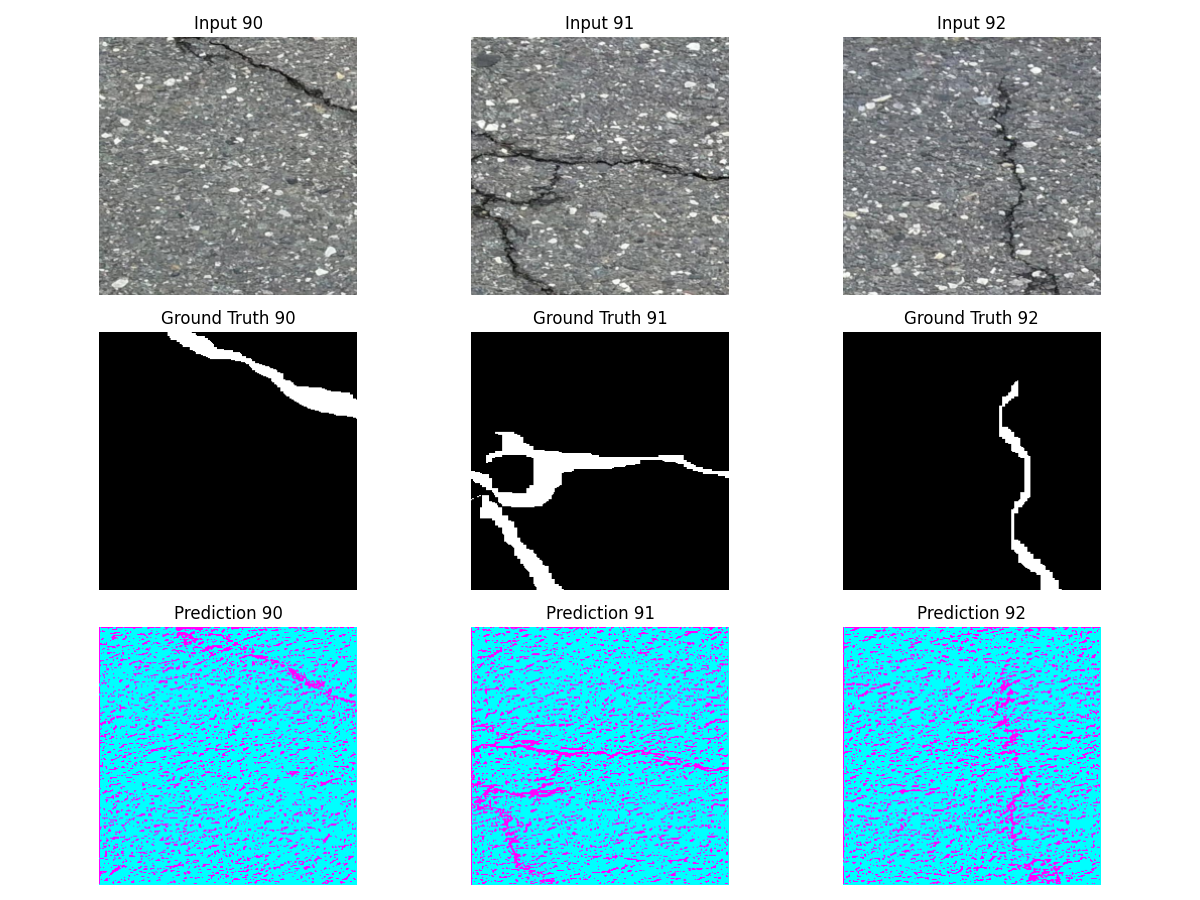 Input 90
Input 91
Input 92
Ground Truth 90
Ground Truth 91
Ground Truth 92
Prediction 90
Prediction 91
Prediction 92